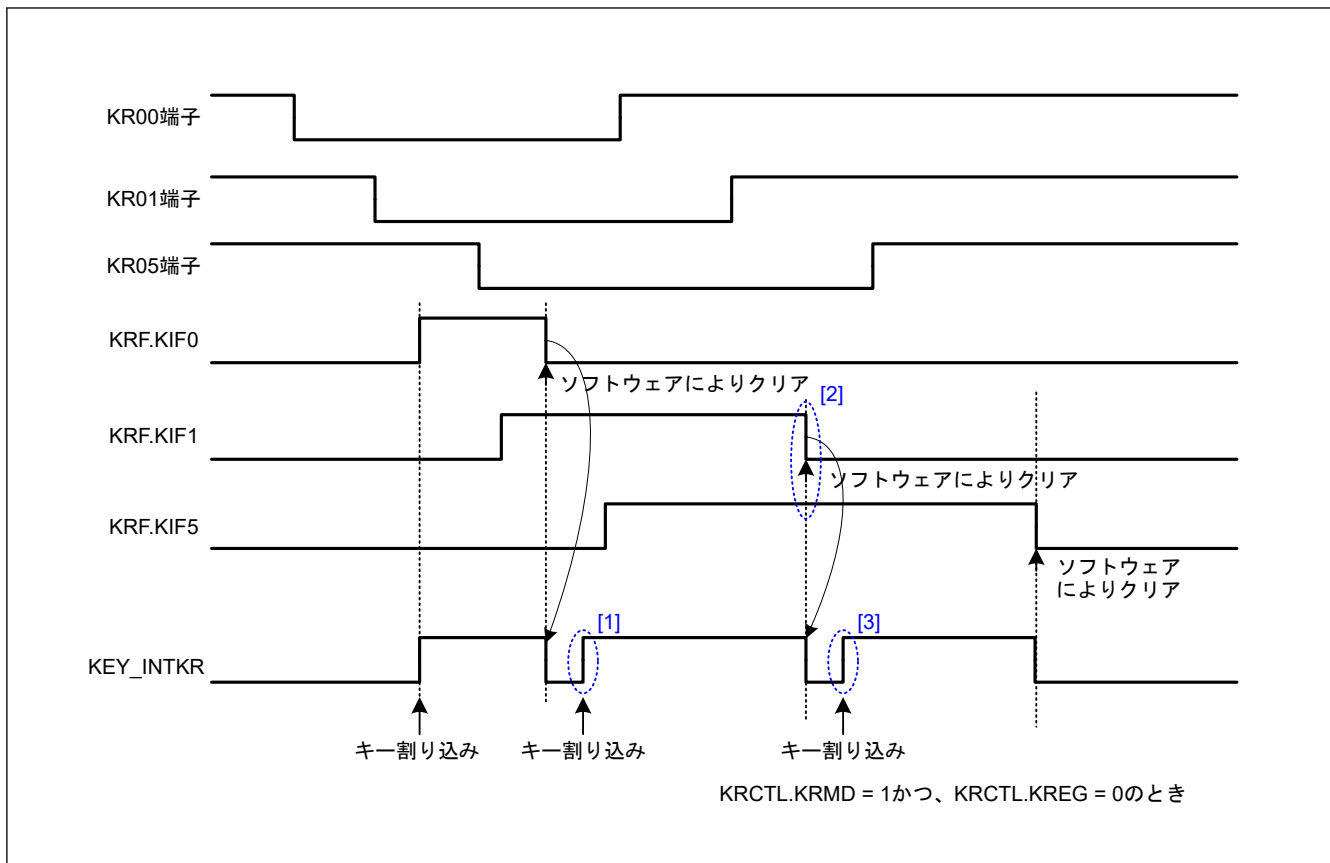 KR00端子
KR01端子
KR05端子
KRF.KIF0
ソフトウェアによりクリア
[2]
KRF.KIF1
ソフトウェアによりクリア
KRF.KIF5
ソフトウェア
によりクリア
[1]
[3]
KEY_INTKR
キー割り込み
キー割り込み
キー割り込み
KRCTL.KRMD = 1かつ、KRCTL.KREG = 0のとき